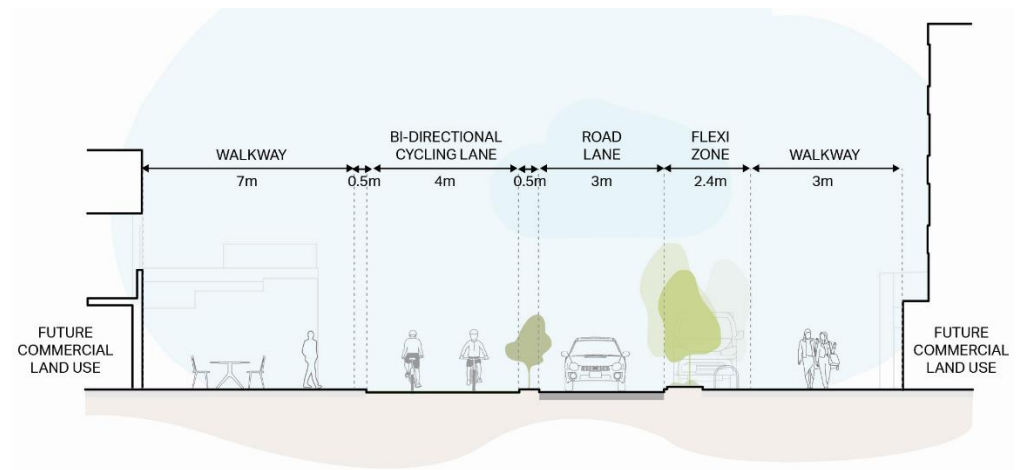 BI-DIRECTIONAL
CYCLING LANE
ROAD
LANE
FLEXI
ZONE
WALKWAY
WALKWAY
7m
0.5m
4m
0.5m
3m
2.4m
3m
FUTURE
COMMERCIAL
LAND USE
FUTURE
COMMERCIAL
LAND USE